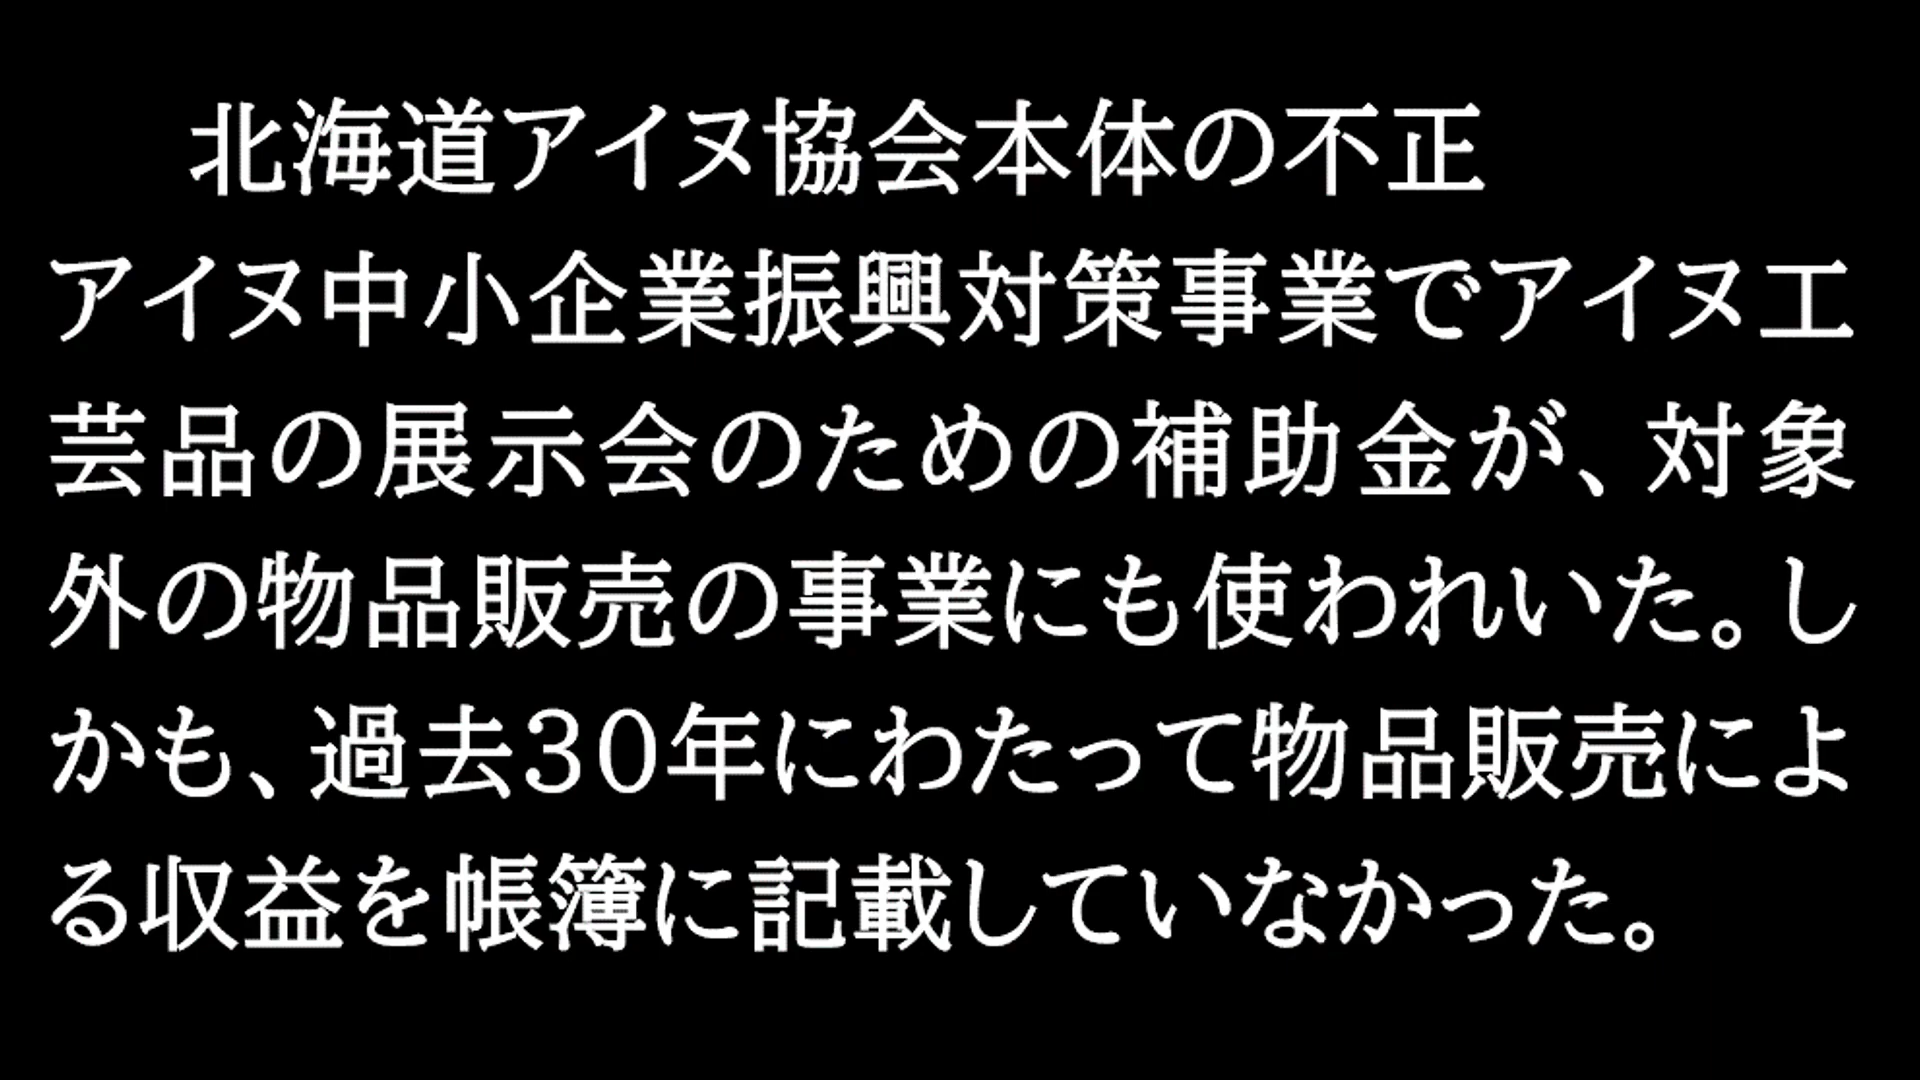 北海道アイヌ協会本体の不正
アイヌ中小企業振興対策事業でアイヌ工
芸品の展示会のための補助金が、対象
外の物品販売の事業にも使われいた。し
かも、過去30年にわたって物品販売によ
る収益を帳簿に記載していなかった。